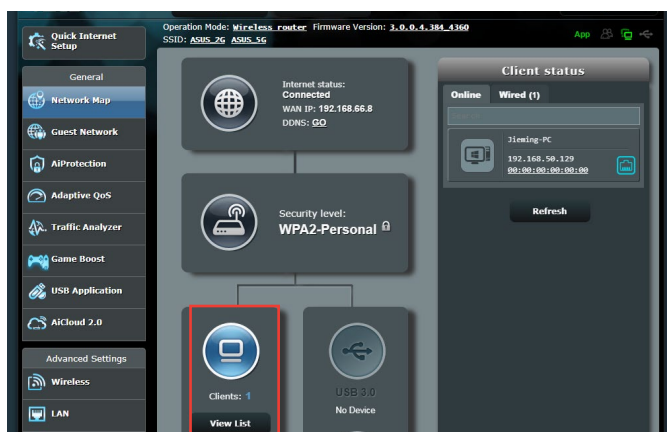 Operation Mode: Wireless router Firmware Version: 3.0.0.4.384_4360
SSID: ASUS_2G ASUS_5G
App
Quick Internet
Setup
General
Network Map
Guest Network
AiProtection
Adaptive QoS
Traffic Analyzer
Game Boost
USB Application
AiCloud 2.0
Advanced Settings
Wireless
LAN
Internet status:
Connected
WAN IP: 192.168.66.8
DDNS: GO
Security level:
WPA2-Personal
Clients: 1
View List
USB 3.0
No Device
Client status
Online Wired (1)
Jieming-PC
192.168.50.129
00:00:00:00:00:00
Refresh